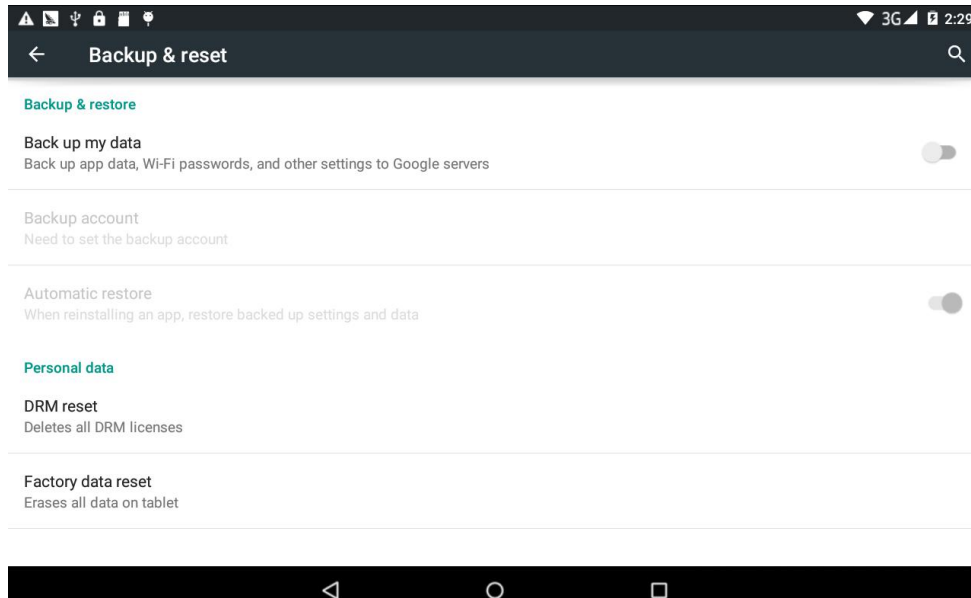 3G 2:29
Backup & reset
Backup & restore
Back up my data
Back up app data, Wi-Fi passwords, and other settings to Google servers
Backup account
Need to set the backup account
Automatic restore
When reinstalling an app, restore backed up settings and data
Personal data
DRM reset
Deletes all DRM licenses
Factory data reset
Erases all data on tablet